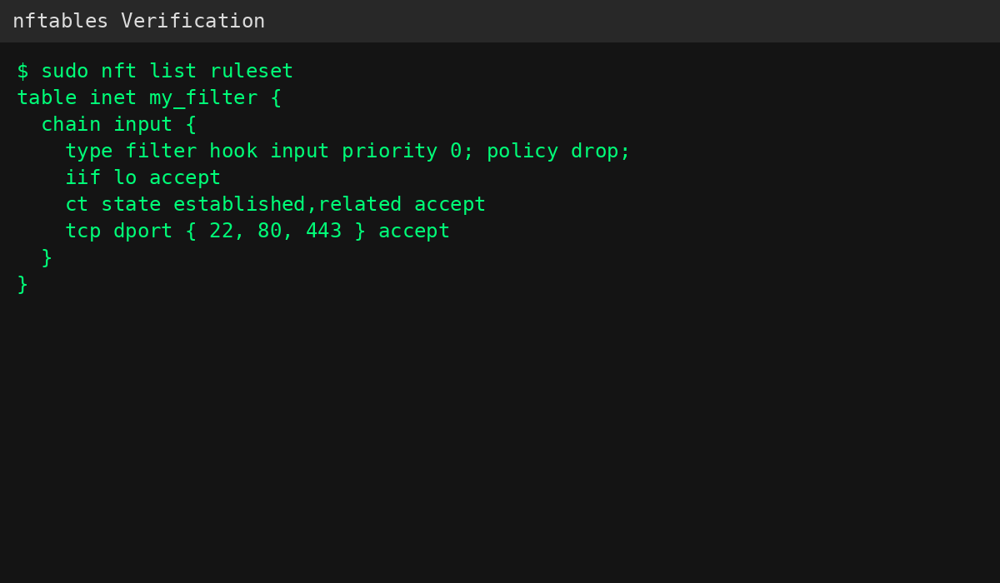 nftables Verification
$ sudo nft list ruleset
table inet my_filter {
  chain input {
    type filter hook input priority 0; policy drop;
    iif lo accept
    ct state established,related accept
    tcp dport { 22, 80, 443 } accept
  }
}